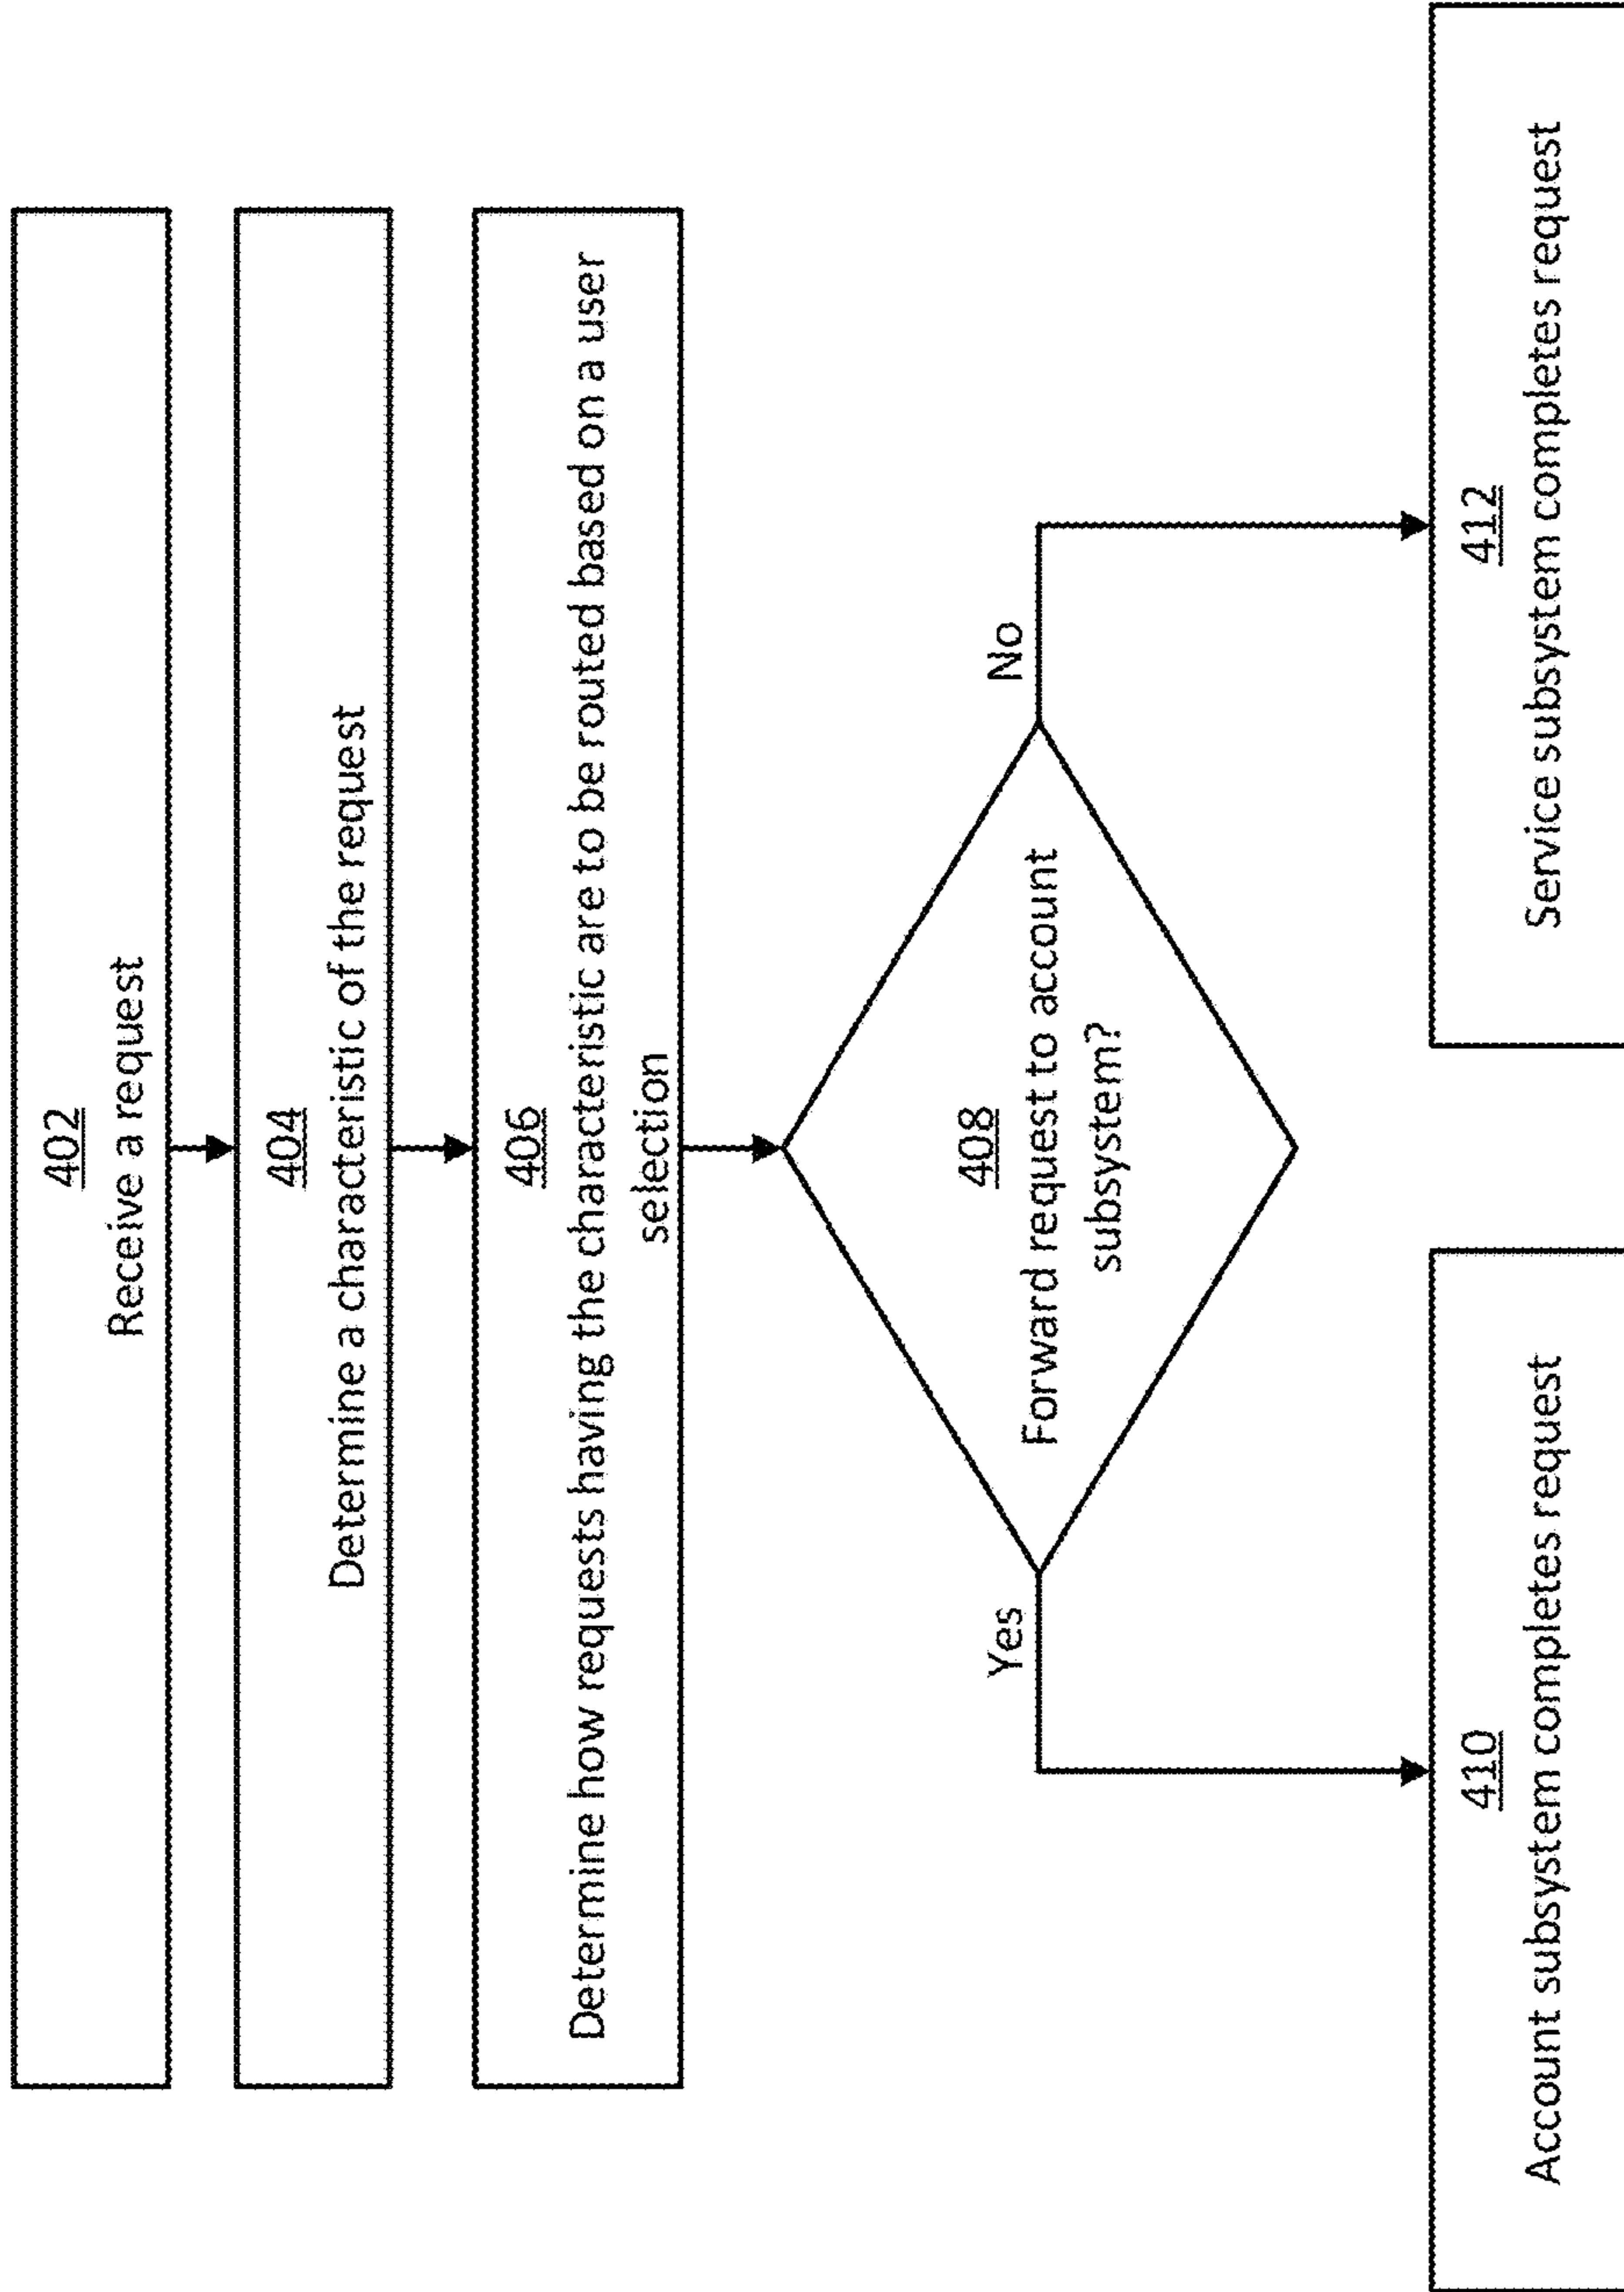 402
Receive a request
404
Determine a characteristic of the request
406
Determine how requests having the characteristic are to be routed based on a user
selection
408
Forward request to account
subsystem?
Yes
No
410
Account subsystem completes request
412
Service subsystem completes request